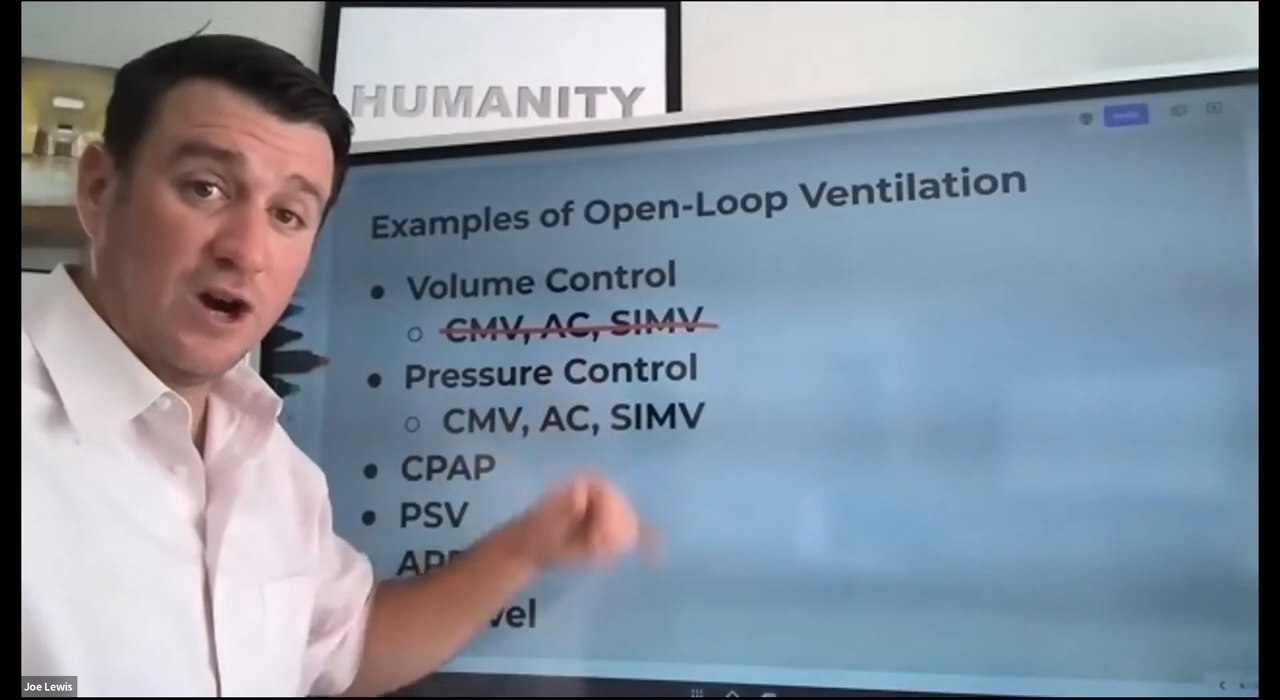 HUMANITY
Examples of Open-Loop Ventilation
Volume Control
CMV, AC, SIMV
Pressure Control
CMV, AC, SIMV
CPAP
PSV
Joe Lewis